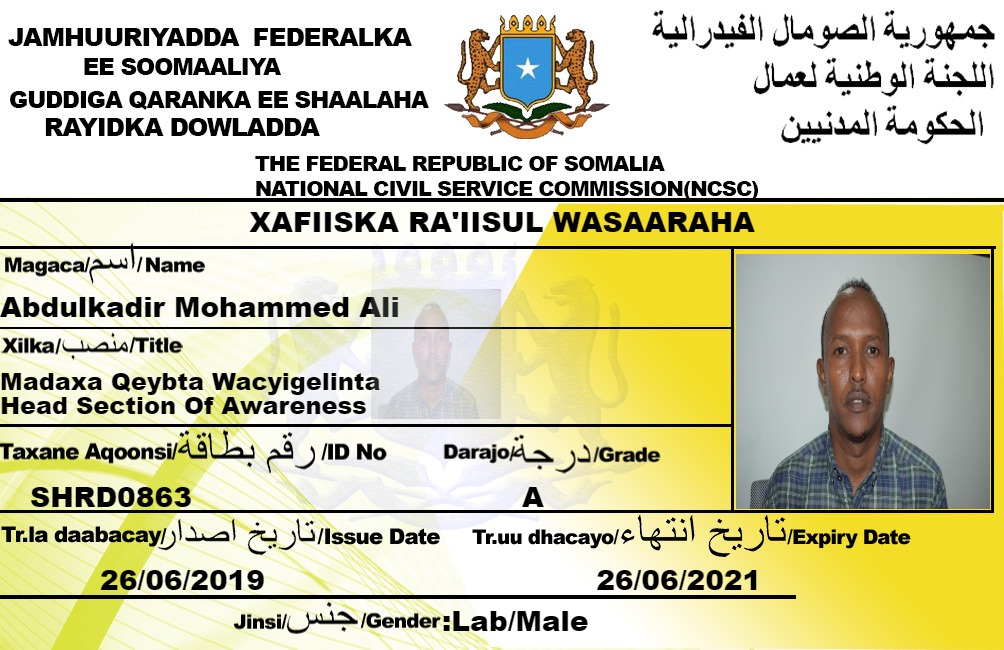 JAMHUURIYADDA FEDERALKA
EE SOOMAALIYA
GUDDIGA QARANKA EE SHAALAHA
RAYIDKA DOWLADDA
جمهورية الصومال الفيدرالية
اللجنة الوطنية لعمال
الحكومة المدنيين
THE FEDERAL REPUBLIC OF SOMALIA
NATIONAL CIVIL SERVICE COMMISSION(NCSC)
XAFIISKA RA'IISUL WASAARAHA
Magaca/اسم/Name
Abdulkadir Mohammed Ali
Xilka/منصب/Title
Madaxa Qeybta Wacyigelinta
Head Section Of Awareness
Taxane Aqoonsi/رقم بطاقة/ID No
Darajo/درجة/Grade
SHRD0863
A
Tr.la daabacay/تاريخ اصدار/Issue Date
Tr.uu dhacayo/تاريخ انتهاء/Expiry Date
26/06/2019
26/06/2021
Jinsi/جنس/Gender:Lab/Male